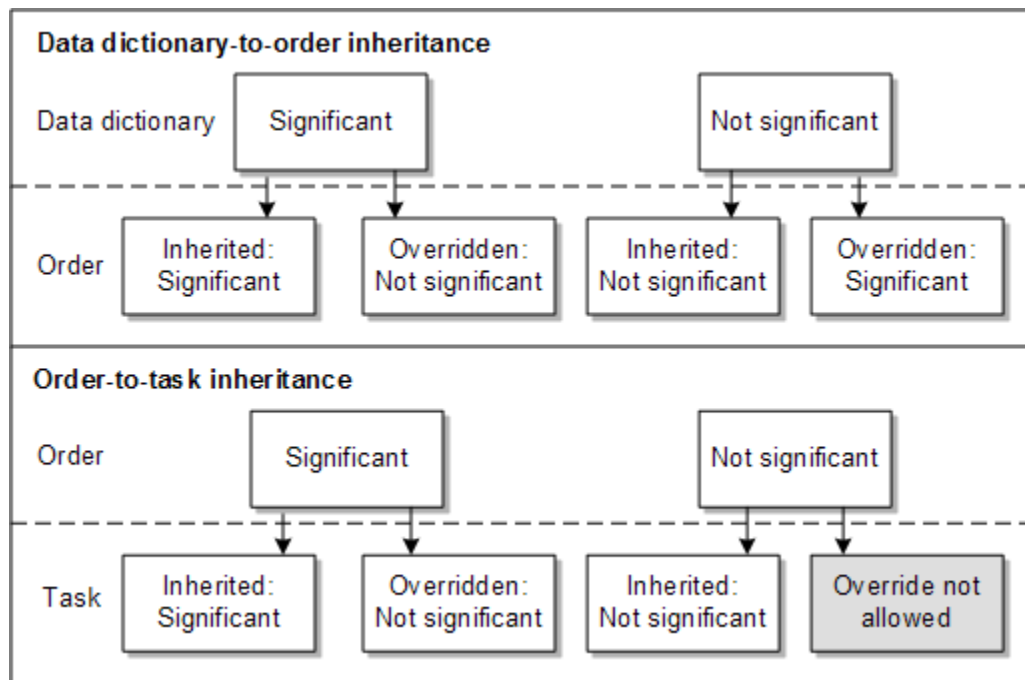 Data dictionary-to-order inheritance
Data dictionary
Significant
Not significant
Order
Inherited:
Significant
Overridden:
Not significant
Inherited:
Not significant
Overridden:
Significant
Order-to-task inheritance
Order
Significant
Not significant
Task
Inherited:
Significant
Overridden:
Not significant
Inherited:
Not significant
Override not
allowed